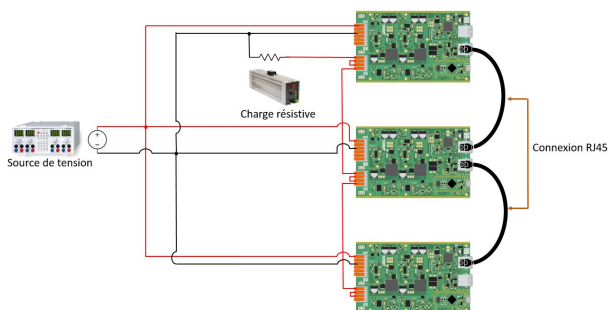 Charge résistive
Source de tension
Connexion RJ45
+
−